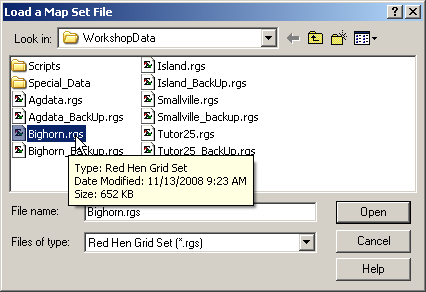 Load a Map Set File
Look in: WorkshopData
Scripts
Special_Data
Agdata.rgs
Agdata_BackUp.rgs
Bighorn.rgs
Bighorn_Backup.rgs
Island.rgs
Island_BackUp.rgs
Smallville.rgs
Smallville_backup.rgs
Tutor25.rgs
Tutor25_BackUp.rgs
Type: Red Hen Grid Set
Date Modified: 11/13/2008 9:23 AM
Size: 652 KB
File name: Bighorn.rgs Open
Files of type: Red Hen Grid Set (*.rgs) Cancel
Help